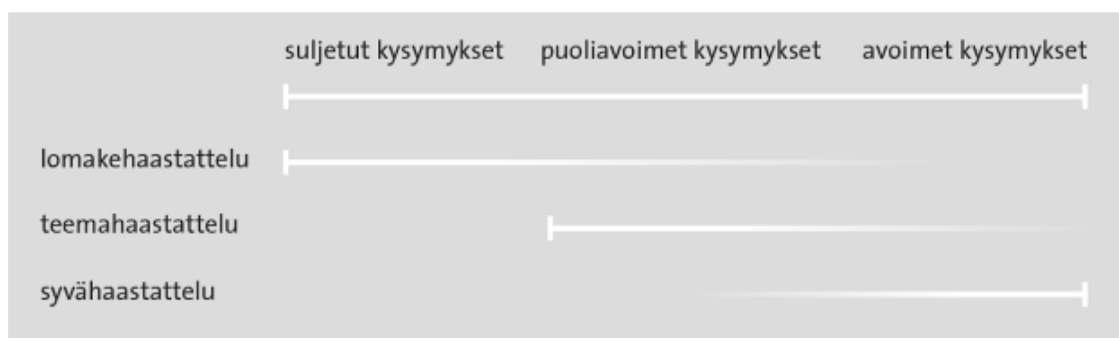 suljetut kysymykset puoliavoimet kysymykset avoimet kysymykset
lomakehaastattelu
teemahaastattelu
syvähaastattelu